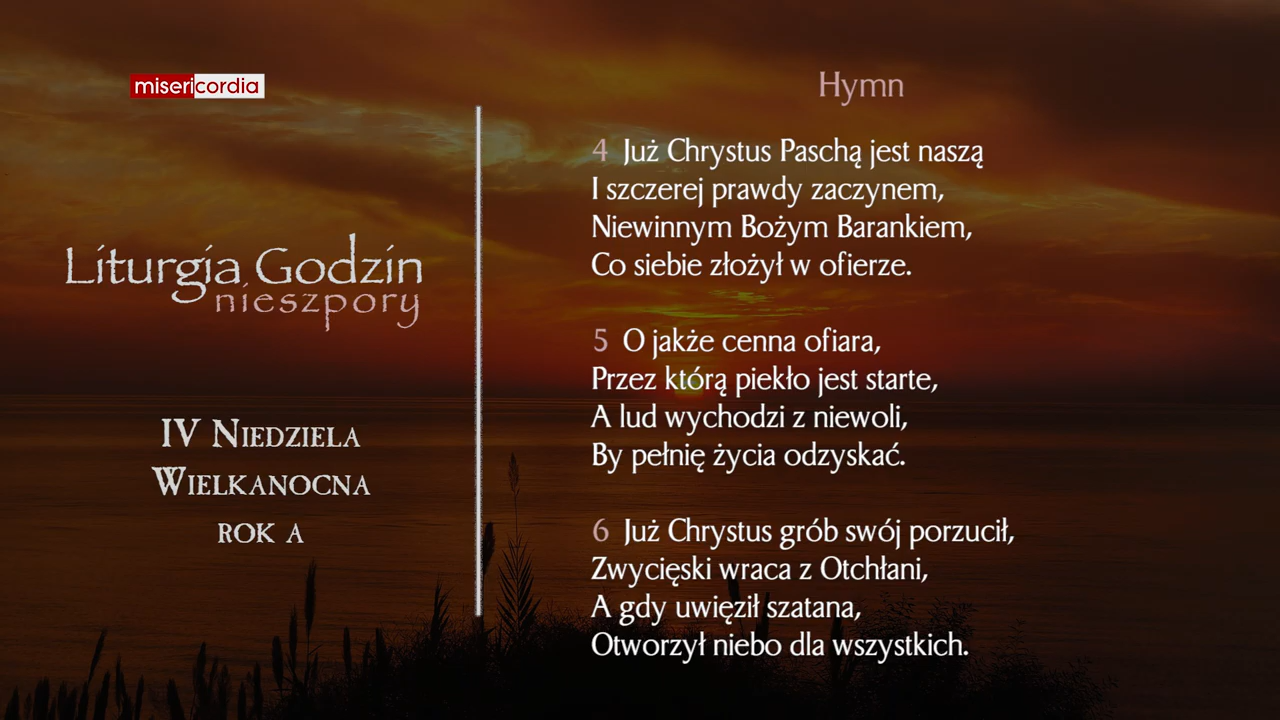 misericordia
Liturgia Godzin
nieszpory
IV Niedziela
Wielkanocna
rok A
Hymn
4 Już Chrystus Paschą jest naszą
I szczerej prawdy zaczynem,
Niewinnym Bożym Barankiem,
Co siebie złożył w ofierze.
5 O jakże cenna ofiara,
Przez którą piekło jest starte,
A lud wychodzi z niewoli,
By pełnię życia odzyskać.
6 Już Chrystus grób swój porzucił,
Zwycięski wraca z Otchłani,
A gdy uwięził szatana,
Otworzył niebo dla wszystkich.